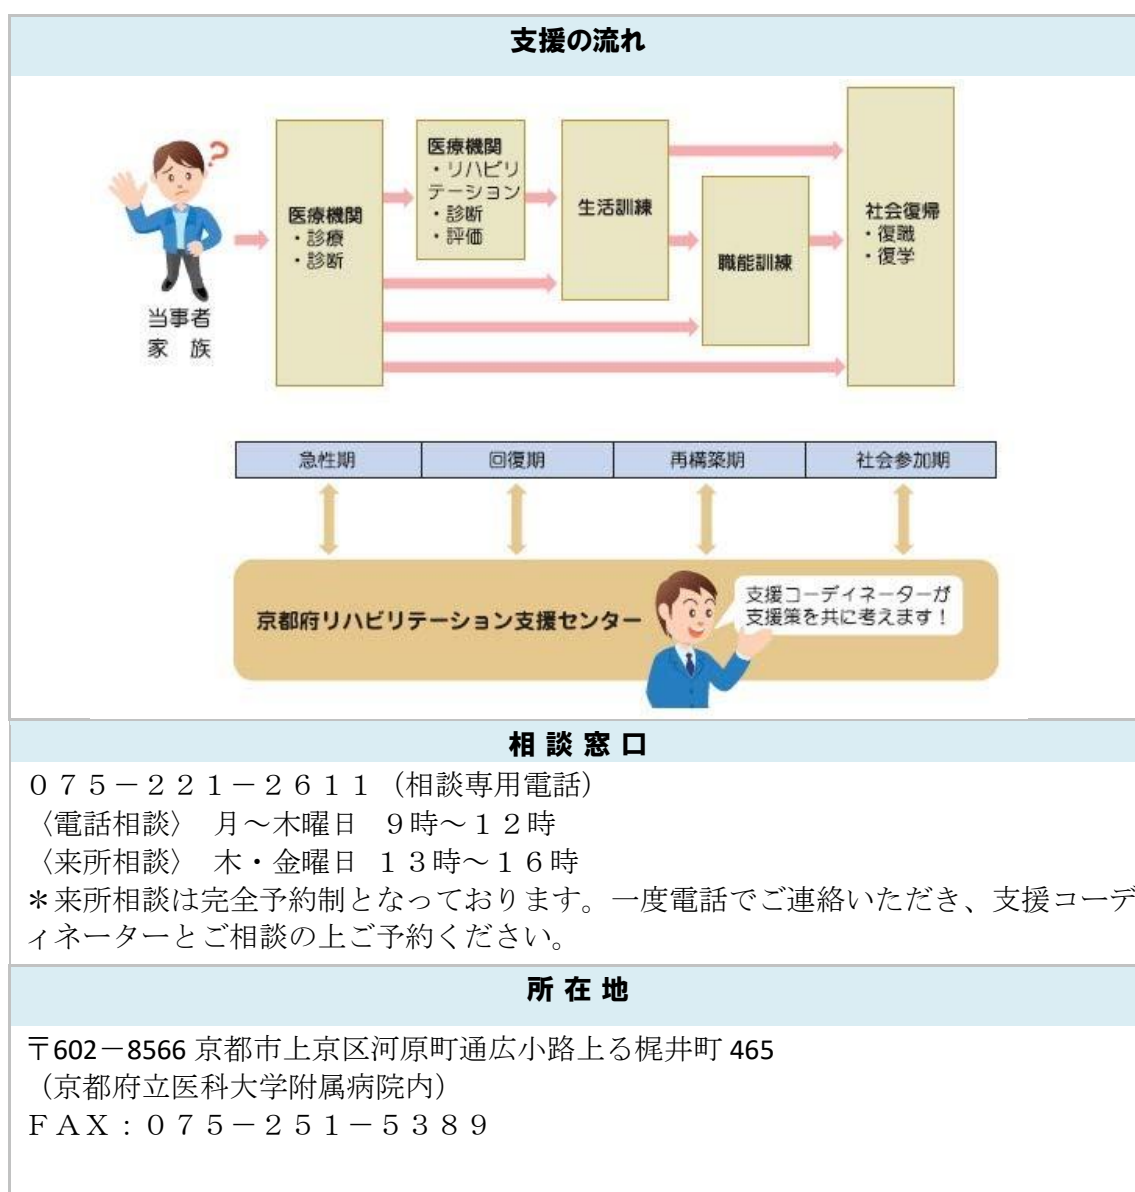 支援の流れ
?
当事者
家　族
医療機関
・診療
・診断
医療機関
・リハビリ
テーション
・診断
・評価
生活訓練
職能訓練
社会復帰
・復職
・復学
急性期 回復期 再構築期 社会参加期
京都府リハビリテーション支援センター
支援コーディネーターが
支援策を共に考えます！
相 談 窓 口
０７５－２２１－２６１１（相談専用電話）
〈電話相談〉　月～木曜日　９時～１２時
〈来所相談〉　木・金曜日　１３時～１６時
＊来所相談は完全予約制となっております。一度電話でご連絡いただき、支援コーデ
ィネーターとご相談の上ご予約ください。
所 在 地
〒602－8566 京都市上京区河原町通広小路上る梶井町 465
（京都府立医科大学附属病院内）
ＦＡＸ：０７５－２５１－５３８９